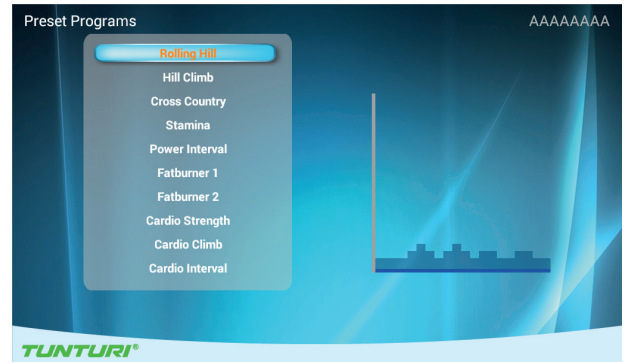 Preset Programs
AAAAAAAA
Rolling Hill
Hill Climb
Cross Country
Stamina
Power Interval
Fatburner 1
Fatburner 2
Cardio Strength
Cardio Climb
Cardio Interval
TUNTURI®